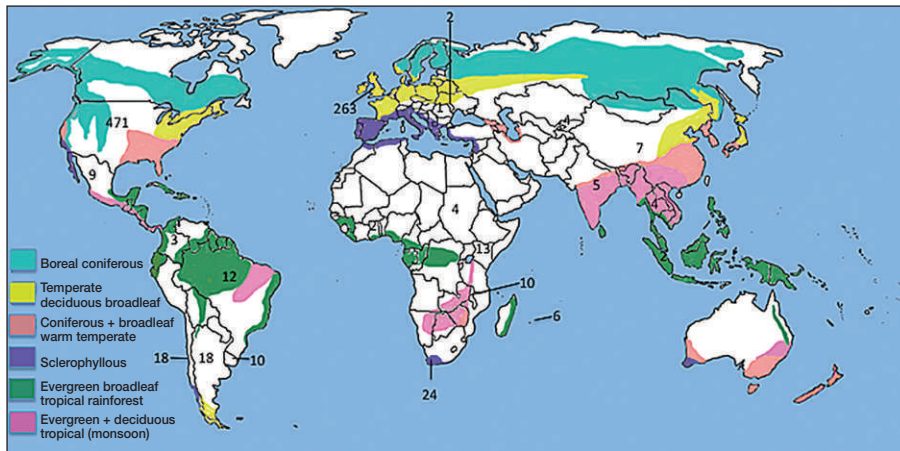 2
263
471
9
7
5
4
4
3
12
13
10
6
18
18
10
24
2
Boreal coniferous
Temperate
deciduous broadleaf
Coniferous + broadleaf
warm temperate
Sclerophyllous
Evergreen broadleaf
tropical rainforest
Evergreen + deciduous
tropical (monsoon)